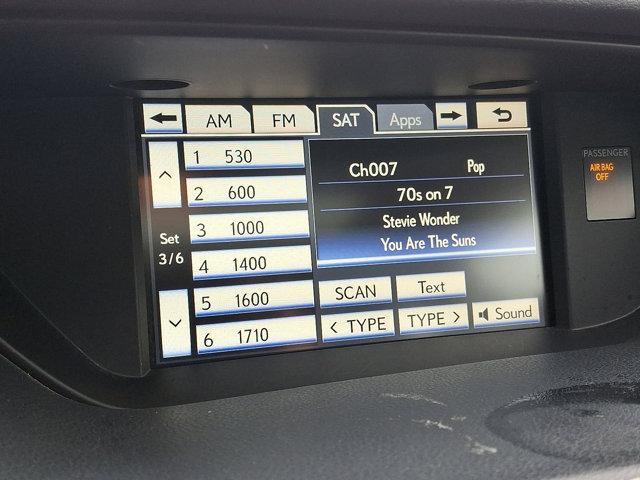 AM FM SAT Apps
PASSENGER
AIR BAG
OFF
1 530
2 600
3 1000
4 1400
5 1600
6 1710
Set
3/6
Ch007 Pop
70s on 7
Stevie Wonder
You Are The Suns
SCAN Text
< TYPE TYPE > Sound